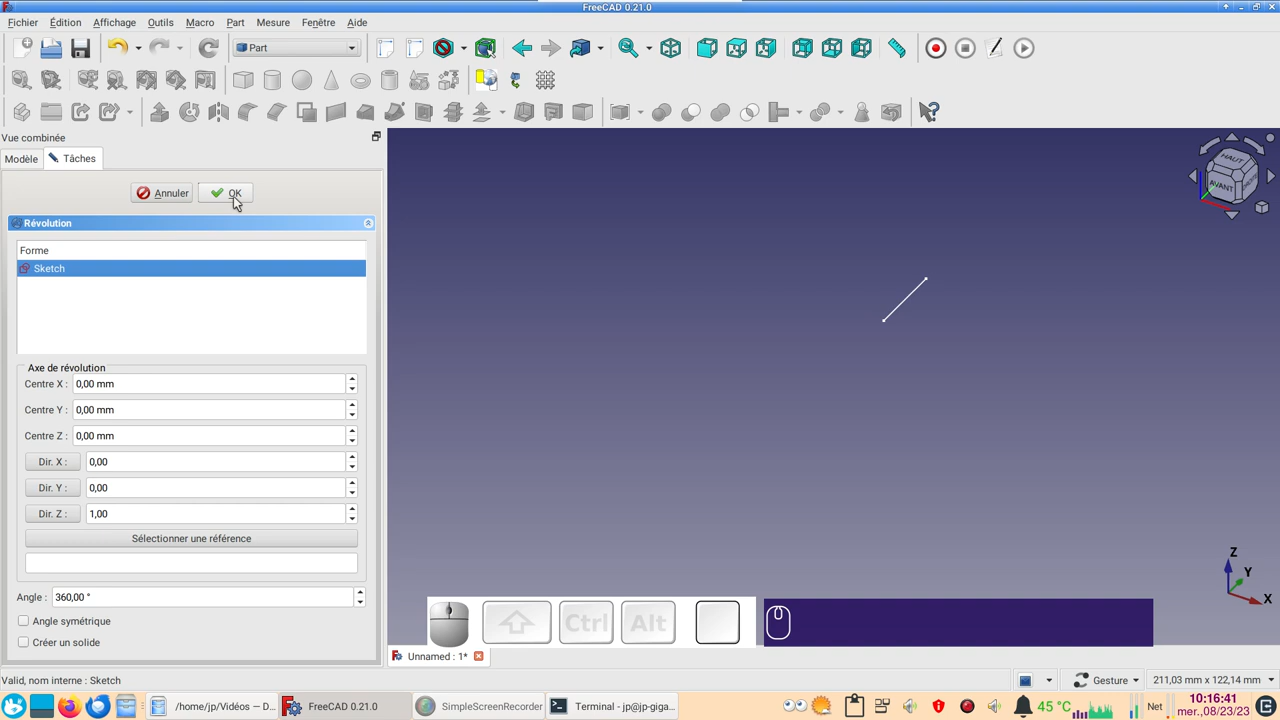 FreeCAD 0.21.0
Fichier Édition Affichage Outils Macro Part Mesure Fenêtre Aide
Part
Vue combinée
Modèle Tâches
Annuler OK
Révolution
Forme
Sketch
Axe de révolution
Centre X : 0,00 mm
Centre Y : 0,00 mm
Centre Z : 0,00 mm
Dir. X : 0,00
Dir. Y : 0,00
Dir. Z : 1,00
Sélectionner une référence
Angle : 360,00 °
Angle symétrique
Créer un solide
HAUT
AVANT
Z
Y
X
Ctrl Alt
Unnamed : 1*
Valid, nom interne : Sketch
Gesture
211,03 mm x 122,14 mm
/home/jp/Vidéos – D...
FreeCAD 0.21.0
SimpleScreenRecorder
Terminal - jp@jp-giga...
45 °C
Net
10:16:41
mer.,08/23/23